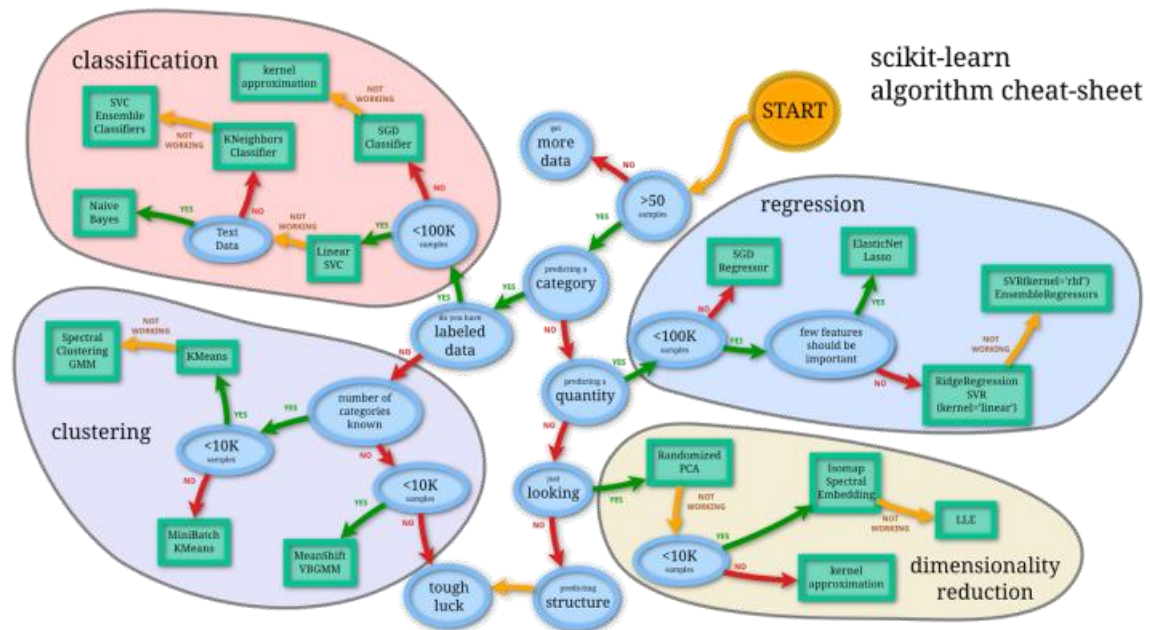 scikit-learn
algorithm cheat-sheet
START
classification
kernel
approximation
NOT
WORKING
SVC
Ensemble
Classifiers
NOT
WORKING
KNeighbors
Classifier
SGD
Classifier
NO
NO
Naive
Bayes
YES
Text
Data
NOT
WORKING
Linear
SVC
YES
<100K
samples
YES
get
more
data
NO
>50
samples
YES
predicting a
category
YES
NO
do you have
labeled
data
NO
predicting a
quantity
YES
NO
just
looking
YES
NO
predicting
structure
tough
luck
regression
SGD
Regressor
NO
<100K
samples
YES
ElasticNet
Lasso
YES
few features
should be
important
NO
SVR(kernel='rbf')
EnsembleRegressors
NOT
WORKING
RidgeRegression
SVR
(kernel='linear')
clustering
Spectral
Clustering
GMM
NOT
WORKING
KMeans
YES
<10K
samples
NO
MiniBatch
KMeans
YES
number of
categories
known
NO
<10K
samples
YES
NO
MeanShift
VBGMM
dimensionality
reduction
Randomized
PCA
NOT
WORKING
<10K
samples
YES
NO
Isomap
Spectral
Embedding
NOT
WORKING
LLE
kernel
approximation